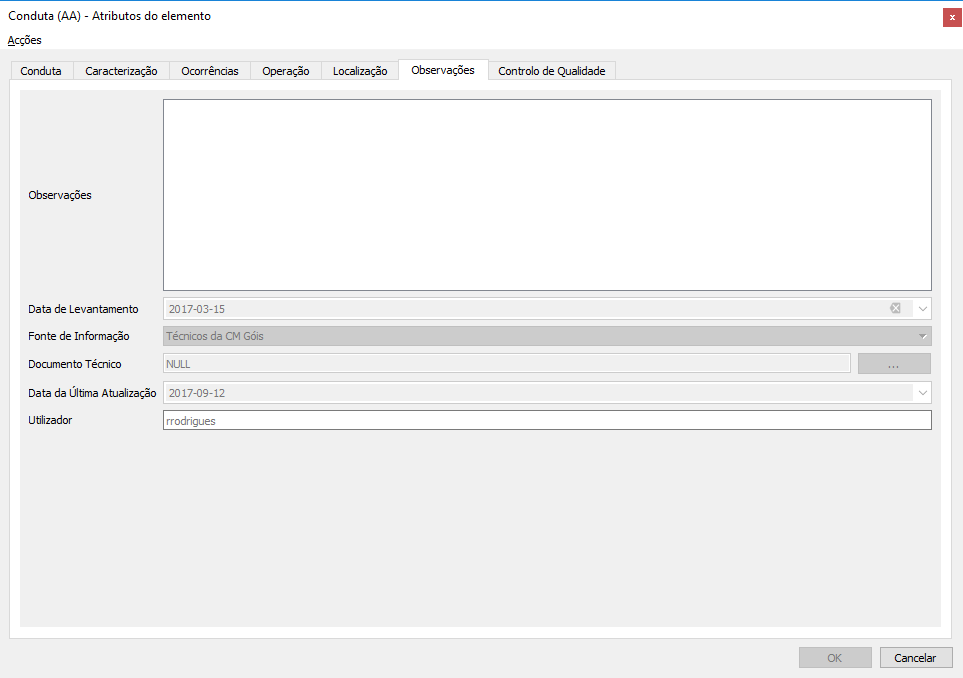 Conduta (AA) - Atributos do elemento
x
Acções
Conduta Caracterização Ocorrências Operação Localização Observações Controlo de Qualidade
Observações
Data de Levantamento 2017-03-15
Fonte de Informação Técnicos da CM Góis
Documento Técnico NULL ...
Data da Última Atualização 2017-09-12
Utilizador rrodrigues
OK Cancelar